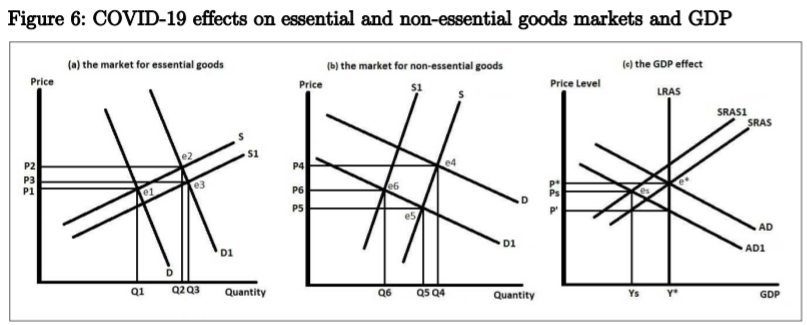 Figure 6: COVID-19 effects on essential and non-essential goods markets and GDP
(a) the market for essential goods
Price
S
S1
e2
P2
P3
P1
e3
e1
D1
D
Q1
Q2 Q3
Quantity
(b) the market for non-essential goods
Price
S1
S
P4
e4
P6
e6
P5
e5
D
D1
Q6
Q5 Q4
Quantity
(c) the GDP effect
Price Level
LRAS
SRAS1
SRAS
P*
e*
Ps
es
P'
AD
AD1
Ys
Y*
GDP